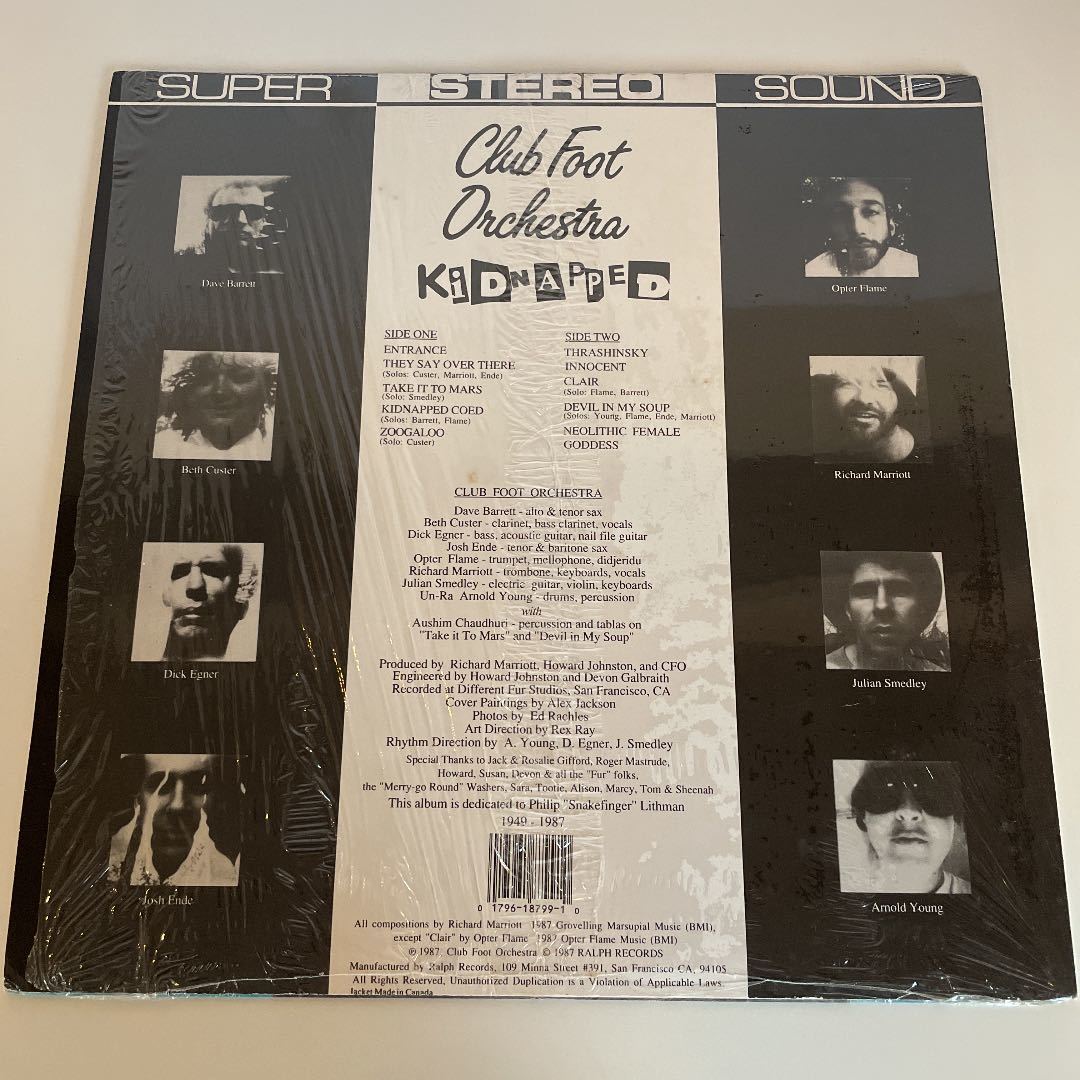 SUPER STEREO SOUND
Club Foot
Orchestra
KiDNAPPED
SIDE ONE
ENTRANCE
THEY SAY OVER THERE
(Solos: Custer, Marriott, Ende)
TAKE IT TO MARS
(Solo: Smedley)
KIDNAPPED COED
(Solos: Barrett, Flame)
ZOOGALOO
(Solo: Custer)
SIDE TWO
THRASHINSKY
INNOCENT
CLAIR
(Solo: Flame, Barrett)
DEVIL IN MY SOUP
(Solos: Young, Flame, Ende, Marriott)
NEOLITHIC FEMALE
GODDESS
CLUB FOOT ORCHESTRA
Dave Barrett - alto & tenor sax
Beth Custer - clarinet, bass clarinet, vocals
Dick Egner - bass, acoustic guitar, nail file guitar
Josh Ende - tenor & baritone sax
Opter Flame - trumpet, mellophone, didjeridu
Richard Marriott - trombone, keyboards, vocals
Julian Smedley - electric guitar, violin, keyboards
Un-Ra Arnold Young - drums, percussion
with
Aushim Chaudhuri - percussion and tablas on
"Take it To Mars" and "Devil in My Soup"
Produced by Richard Marriott, Howard Johnston, and CFO
Engineered by Howard Johnston and Devon Galbraith
Recorded at Different Fur Studios, San Francisco, CA
Cover Paintings by Alex Jackson
Photos by Ed Rachles
Art Direction by Rex Ray
Rhythm Direction by A. Young, D. Egner, J. Smedley
Special Thanks to Jack & Rosalie Gifford, Roger Mastrude,
Howard, Susan, Devon & all the "Fur" folks,
the "Merry-go Round" Washers, Sara, Tootie, Alison, Marcy, Tom & Sheenah
This album is dedicated to Philip "Snakefinger" Lithman
1949 - 1987
0 1796-18799-1 0
All compositions by Richard Marriott 1987 Grovelling Marsupial Music (BMI),
except "Clair" by Opter Flame 1987 Opter Flame Music (BMI)
℗ 1987, Club Foot Orchestra © 1987 RALPH RECORDS
Manufactured by Ralph Records, 109 Minna Street #391, San Francisco CA, 94105
All Rights Reserved, Unauthorized Duplication is a Violation of Applicable Laws.
Jacket Made in Canada
Dave Barrett
Beth Custer
Dick Egner
Josh Ende
Opter Flame
Richard Marriott
Julian Smedley
Arnold Young